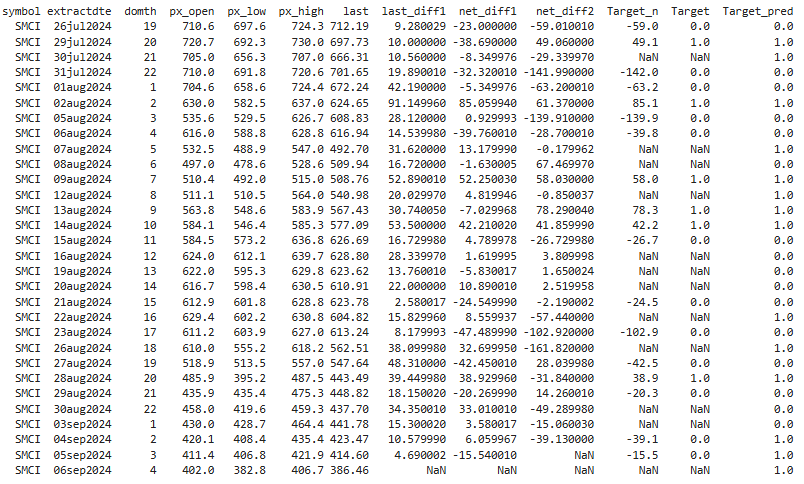 symbol extractdte domth px_open px_low px_high last last_diff1 net_diff1 net_diff2 Target_n Target Target_pred
SMCI 26jul2024 19 710.6 697.6 724.3 712.19 9.280029 -23.000000 -59.010010 -59.0 0.0 0.0
SMCI 29jul2024 20 720.7 692.3 730.0 697.73 10.000000 -38.690000 49.060000 49.1 1.0 0.0
SMCI 30jul2024 21 705.0 656.3 707.0 666.31 10.560000 -8.349976 -29.339970 NaN NaN 1.0
SMCI 31jul2024 22 710.0 691.8 720.6 701.65 19.890010 -32.320010 -141.990000 -142.0 0.0 0.0
SMCI 01aug2024 1 704.6 658.6 724.4 672.24 42.190000 -5.349976 -63.200010 -63.2 0.0 0.0
SMCI 02aug2024 2 630.0 582.5 637.0 624.65 91.149960 85.059940 61.370000 85.1 1.0 1.0
SMCI 05aug2024 3 535.6 529.5 626.7 608.83 28.120000 0.929993 -139.910000 -139.9 0.0 0.0
SMCI 06aug2024 4 616.0 588.8 628.8 616.94 14.539980 -39.760010 -28.700010 -39.8 0.0 0.0
SMCI 07aug2024 5 532.5 488.9 547.0 492.70 31.620000 13.179990 -0.179962 NaN NaN 1.0
SMCI 08aug2024 6 497.0 478.6 528.6 509.94 16.720000 -1.630005 67.469970 NaN NaN 0.0
SMCI 09aug2024 7 510.4 492.0 515.0 508.76 52.890010 52.250030 58.030000 58.0 1.0 1.0
SMCI 12aug2024 8 511.1 510.5 564.0 540.98 20.029970 4.819946 -0.850037 NaN NaN 1.0
SMCI 13aug2024 9 563.8 548.6 583.9 567.43 30.740050 -7.029968 78.290040 78.3 1.0 1.0
SMCI 14aug2024 10 584.1 546.4 585.3 577.09 53.500000 42.210020 41.859990 42.2 1.0 1.0
SMCI 15aug2024 11 584.5 573.2 636.8 626.69 16.729980 4.789978 -26.729980 -26.7 0.0 0.0
SMCI 16aug2024 12 624.0 612.1 639.7 628.80 28.339970 1.619995 3.809998 NaN NaN 0.0
SMCI 19aug2024 13 622.0 595.3 629.8 623.62 13.760010 -5.830017 1.650024 NaN NaN 0.0
SMCI 20aug2024 14 616.7 598.4 630.5 610.91 22.000000 10.890010 2.519958 NaN NaN 0.0
SMCI 21aug2024 15 612.9 601.8 628.8 623.78 2.580017 -24.549990 -2.190002 -24.5 0.0 0.0
SMCI 22aug2024 16 629.4 602.2 630.8 604.82 15.829960 8.559937 -57.440000 NaN NaN 0.0
SMCI 23aug2024 17 611.2 603.9 627.0 613.24 8.179993 -47.489990 -102.920000 -102.9 0.0 0.0
SMCI 26aug2024 18 610.0 555.2 618.2 562.51 38.099980 32.699950 -161.820000 NaN NaN 1.0
SMCI 27aug2024 19 518.9 513.5 557.0 547.64 48.310000 -42.450010 28.039980 -42.5 0.0 0.0
SMCI 28aug2024 20 485.9 395.2 487.5 443.49 39.449980 38.929960 -31.840000 38.9 1.0 1.0
SMCI 29aug2024 21 435.9 435.4 475.3 448.82 18.150020 -20.269990 14.260010 -20.3 0.0 0.0
SMCI 30aug2024 22 458.0 419.6 459.3 437.70 34.350010 33.010010 -49.289980 NaN NaN 0.0
SMCI 03sep2024 1 430.0 428.7 464.4 441.78 15.300020 3.580017 -15.060030 NaN NaN 1.0
SMCI 04sep2024 2 420.1 408.4 435.4 423.47 10.579990 6.059967 -39.130000 -39.1 0.0 0.0
SMCI 05sep2024 3 411.4 406.8 421.9 414.60 4.690002 -15.540010 NaN -15.5 0.0 1.0
SMCI 06sep2024 4 402.0 382.8 406.7 386.46 NaN NaN NaN NaN NaN 1.0